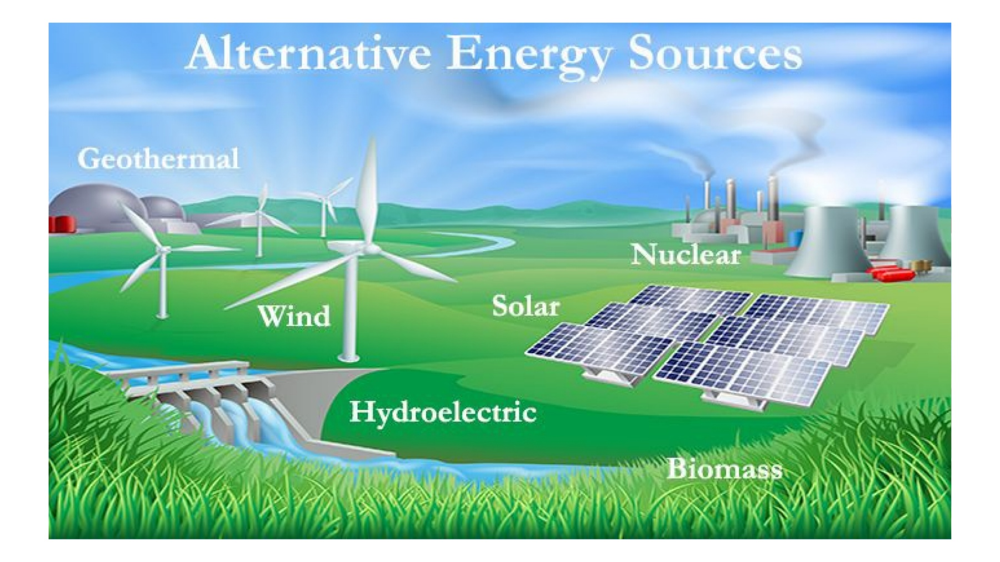 Alternative Energy Sources
Geothermal
Nuclear
Solar
Wind
Hydroelectric
Biomass